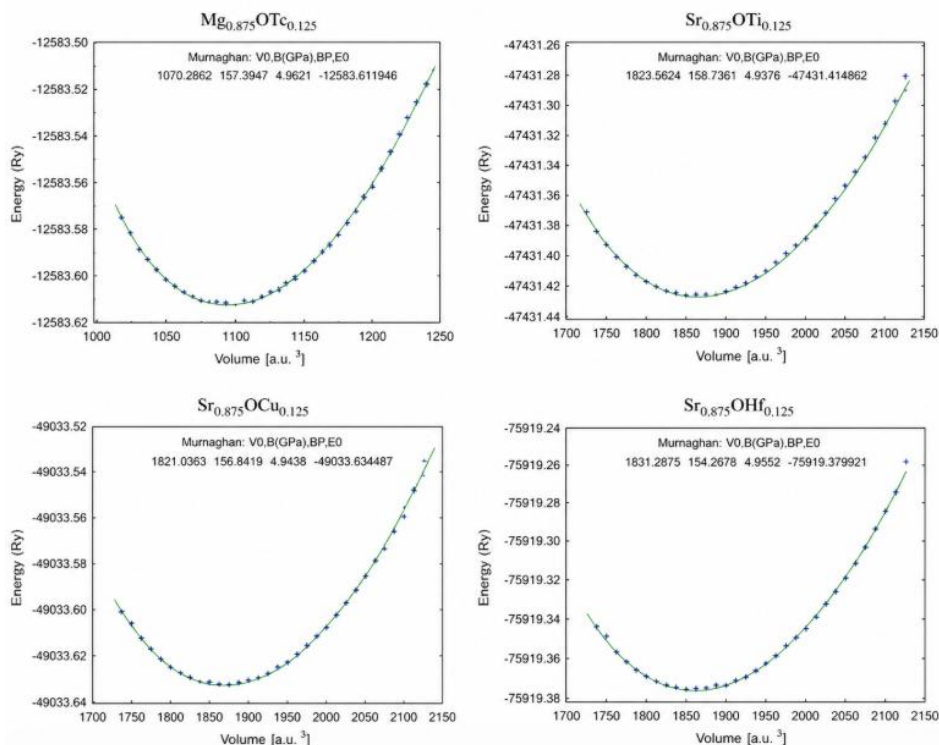 Mg0.875OTc0.125
Murnaghan: V0,B(GPa),BP,E0
1070.2862 157.3947 4.9621 -12583.611946
Energy (Ry)
-12583.50
-12583.52
-12583.54
-12583.56
-12583.58
-12583.60
-12583.62
1000 1050 1100 1150 1200 1250
Volume [a.u. 3]
Sr0.875OTi0.125
Murnaghan: V0,B(GPa),BP,E0
1823.5624 158.7361 4.9376 -47431.414862
Energy (Ry)
-47431.26
-47431.28
-47431.30
-47431.32
-47431.34
-47431.36
-47431.38
-47431.40
-47431.42
-47431.44
1700 1750 1800 1850 1900 1950 2000 2050 2100 2150
Volume [a.u. 3]
Sr0.875OCu0.125
Murnaghan: V0,B(GPa),BP,E0
1821.0363 156.8419 4.9438 -49033.634487
Energy (Ry)
-49033.52
-49033.54
-49033.56
-49033.58
-49033.60
-49033.62
-49033.64
1700 1750 1800 1850 1900 1950 2000 2050 2100 2150
Volume [a.u. 3]
Sr0.875OHf0.125
Murnaghan: V0,B(GPa),BP,E0
1831.2875 154.2678 4.9552 -75919.379921
Energy (Ry)
-75919.24
-75919.26
-75919.28
-75919.30
-75919.32
-75919.34
-75919.36
-75919.38
1700 1750 1800 1850 1900 1950 2000 2050 2100 2150
Volume [a.u. 3]